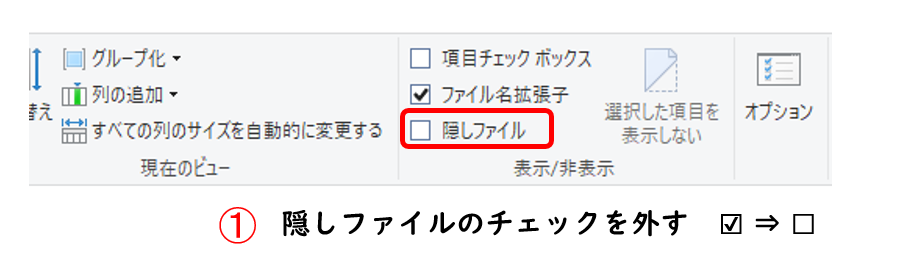 グループ化
列の追加
替え
すべての列のサイズを自動的に変更する
現在のビュー
項目チェック ボックス
ファイル名拡張子
隠しファイル
選択した項目を
表示しない
表示/非表示
オプション
① 隠しファイルのチェックを外す ☑ ⇒ ☐